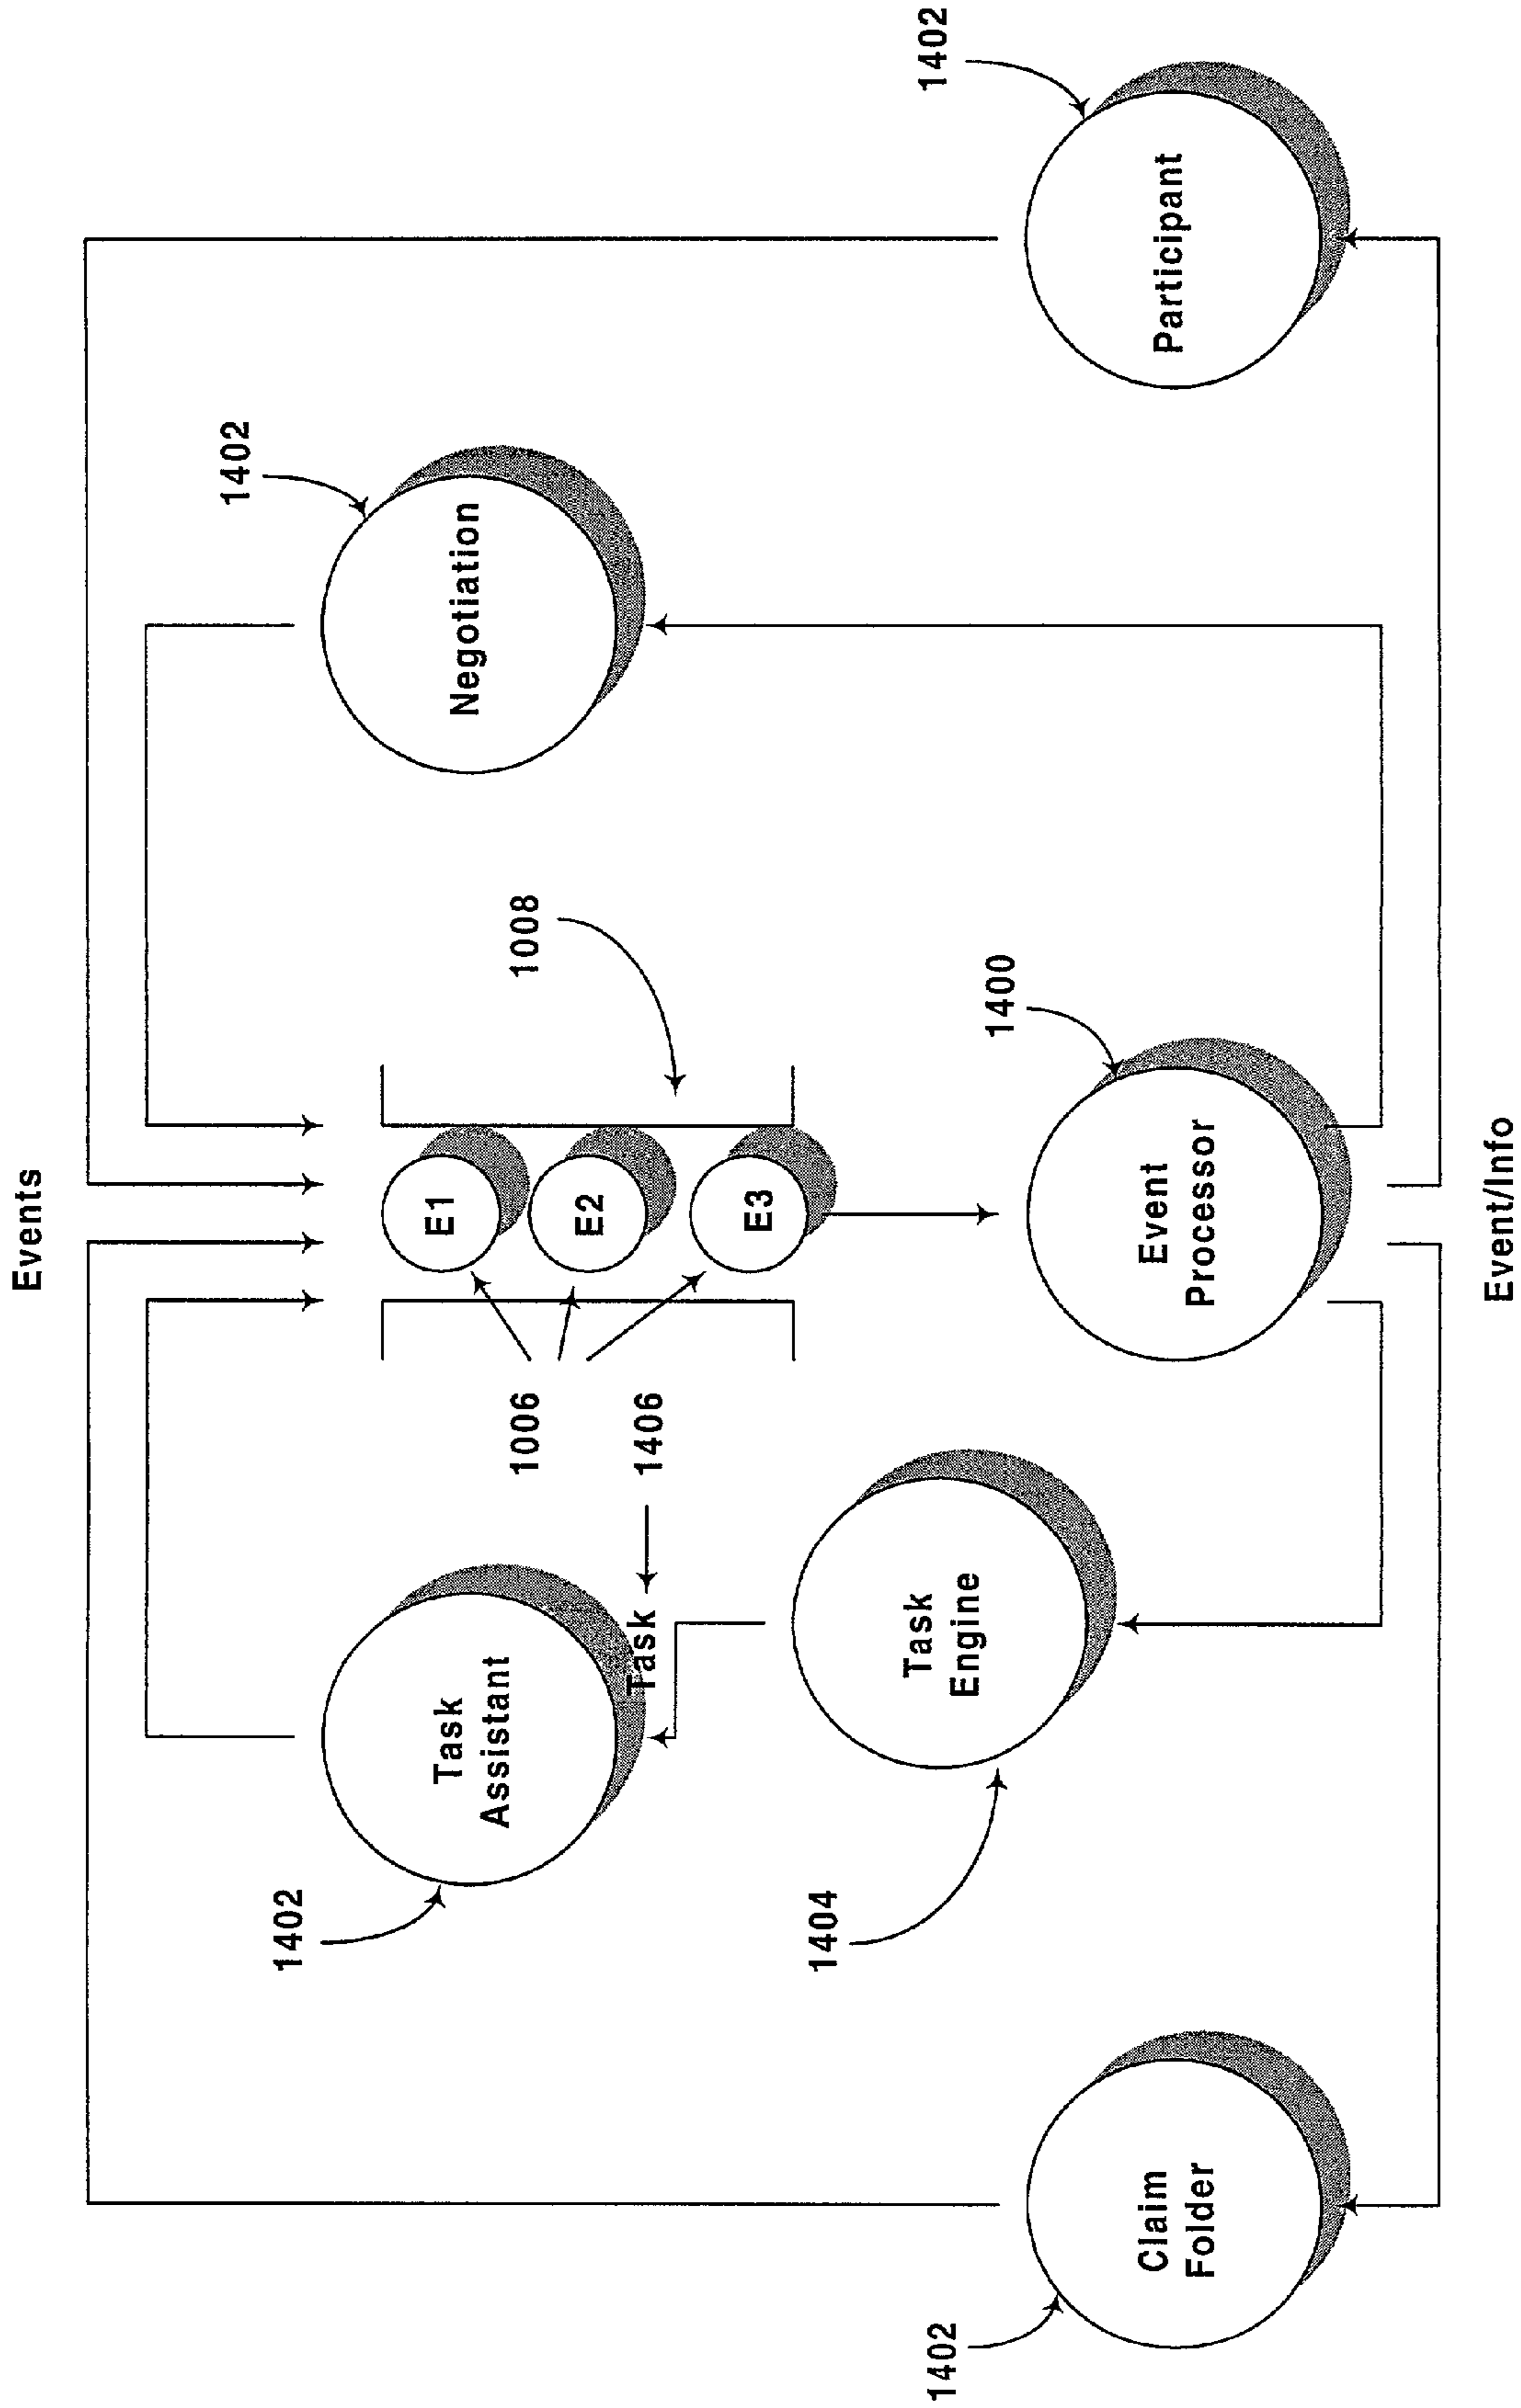 Events
1402
Task
Assistant
1006
1406
Task
E1
E2
E3
1008
1402
Negotiation
1404
Task
Engine
1402
Claim
Folder
1400
Event
Processor
1402
Participant
Event/Info